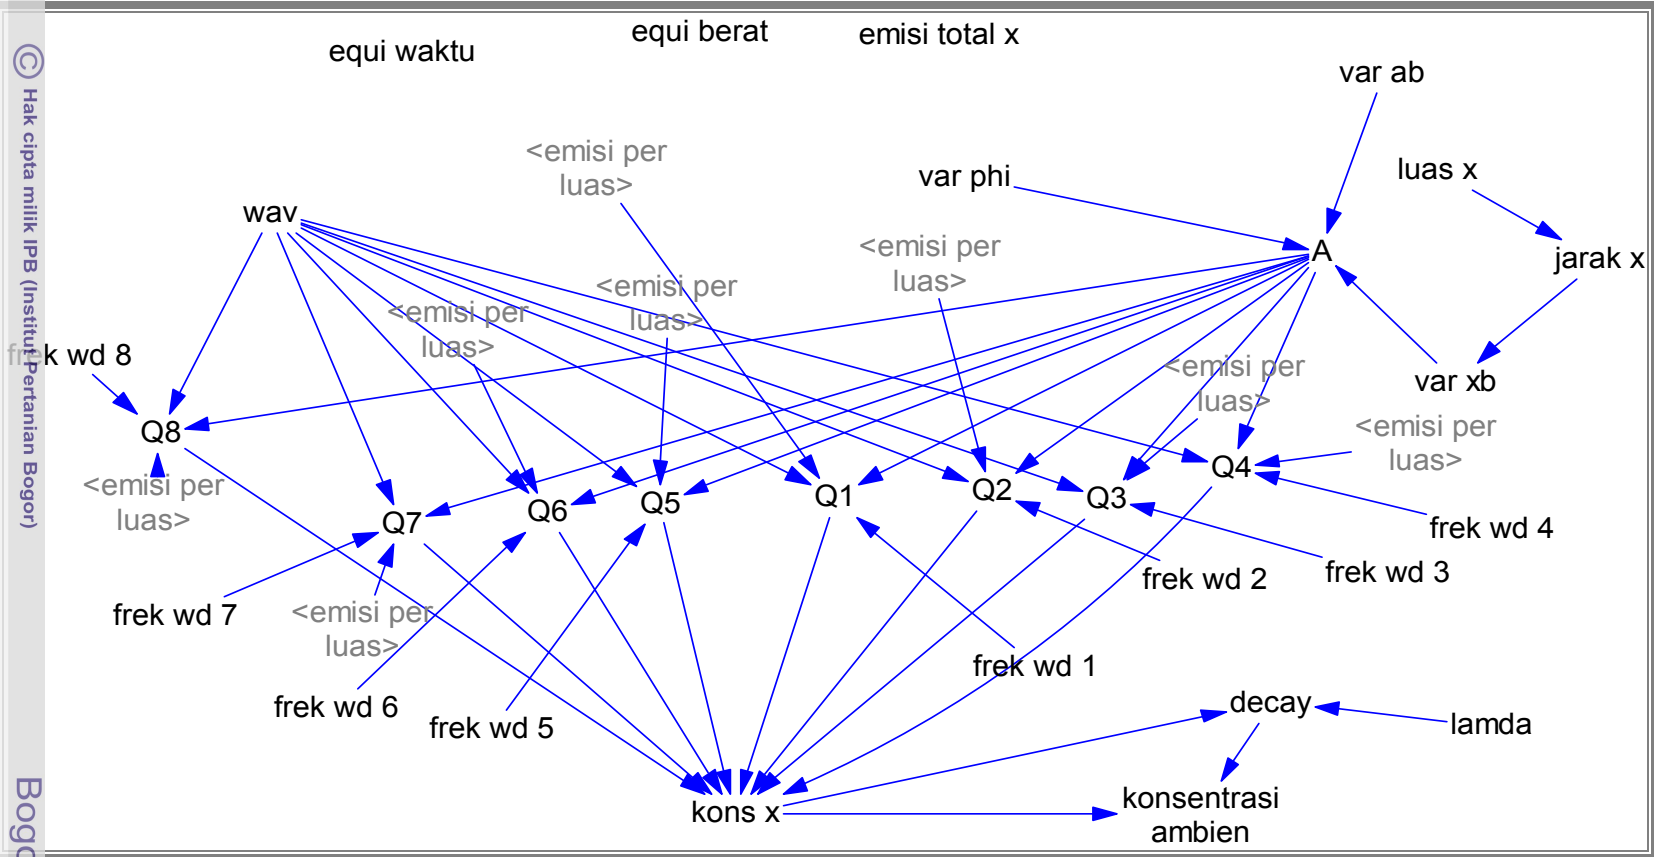 equi waktu
equi berat
emisi total x
var ab
<emisi per
luas>
var phi
luas x
wav
<emisi per
luas>
A
jarak x
<emisi per
luas>
<emisi per
luas>
frek wd 8
<emisi per
luas>
var xb
Q8
<emisi per
luas>
Q4
<emisi per
luas>
Q7
Q6
Q5
Q1
Q2
Q3
frek wd 4
frek wd 3
frek wd 2
frek wd 7
<emisi per
luas>
frek wd 1
frek wd 6
frek wd 5
decay
lamda
kons x
konsentrasi
ambien
© Hak cipta milik IPB (Institut Pertanian Bogor)
Bogo